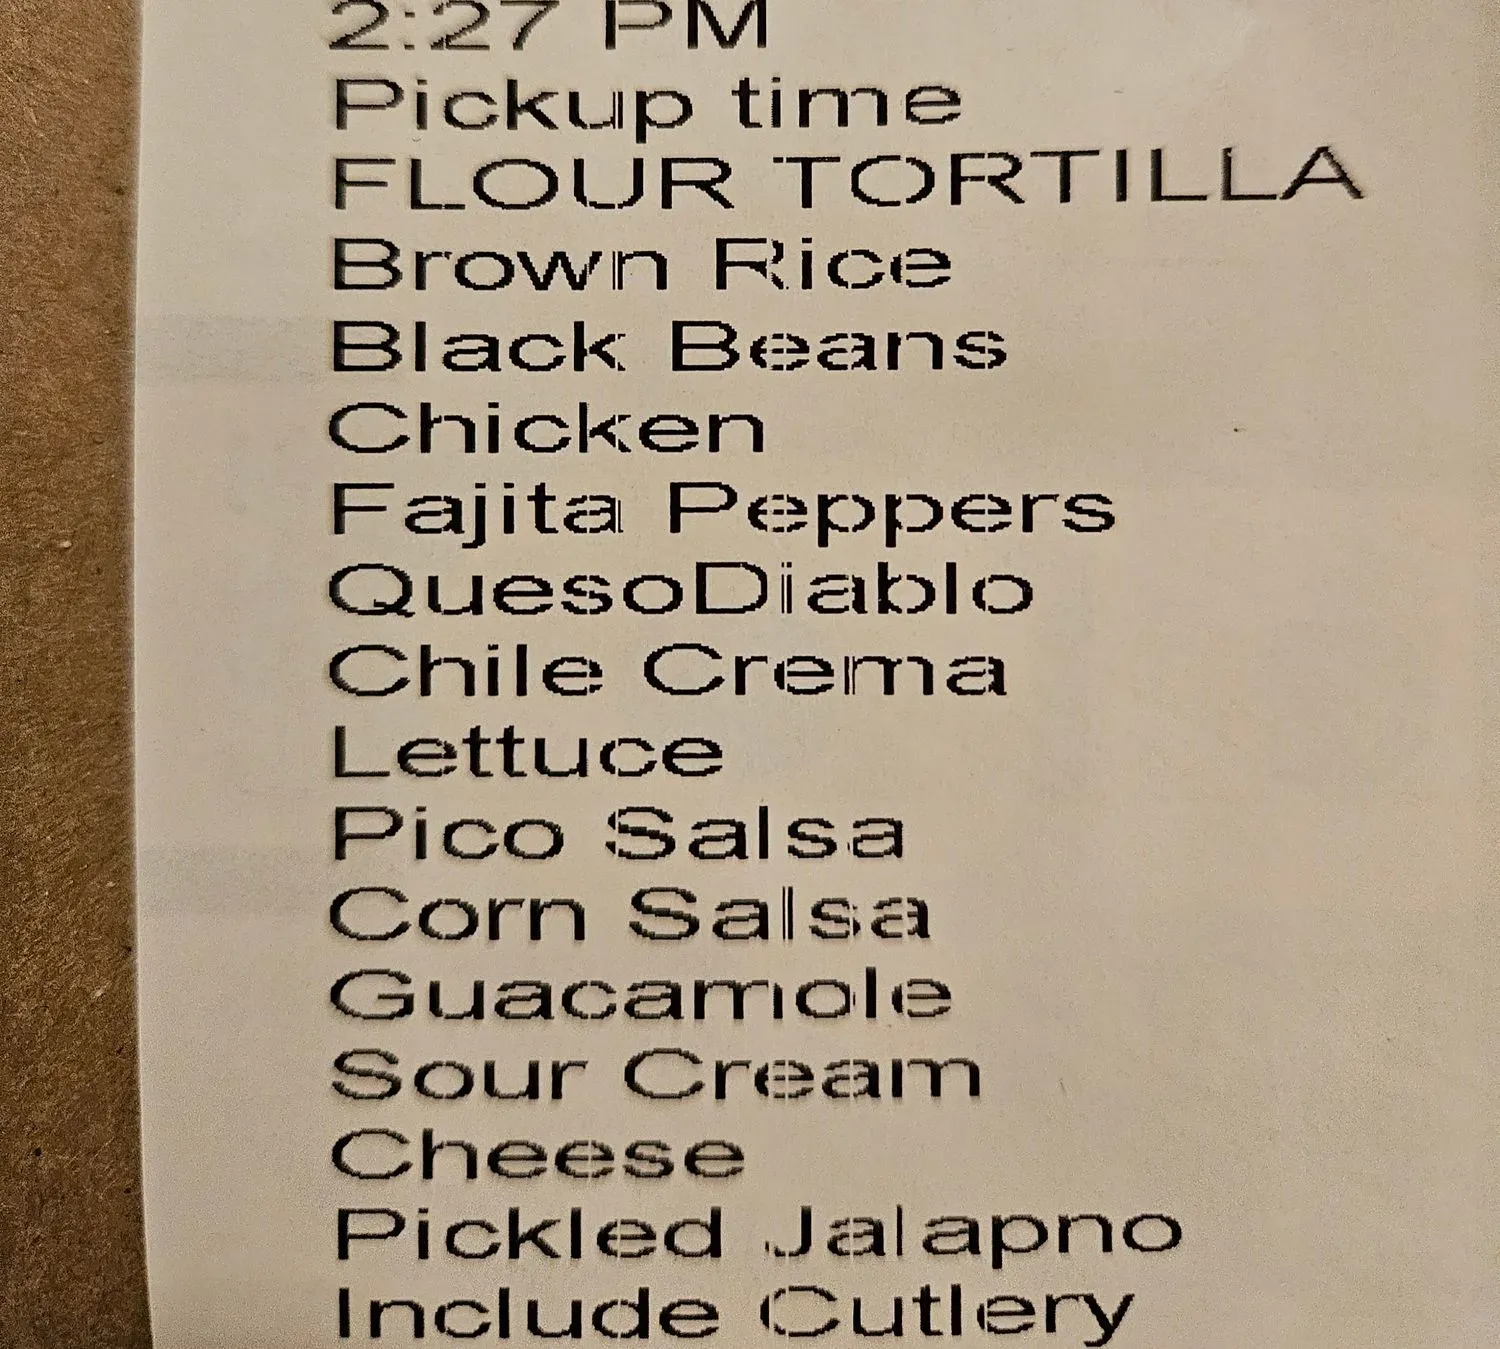 2:27 PM
Pickup time
FLOUR TORTILLA
Brown Rice
Black Beans
Chicken
Fajita Peppers
QuesoDiablo
Chile Crema
Lettuce
Pico Salsa
Corn Salsa
Guacamole
Sour Cream
Cheese
Pickled Jalapno
Include Cutlery